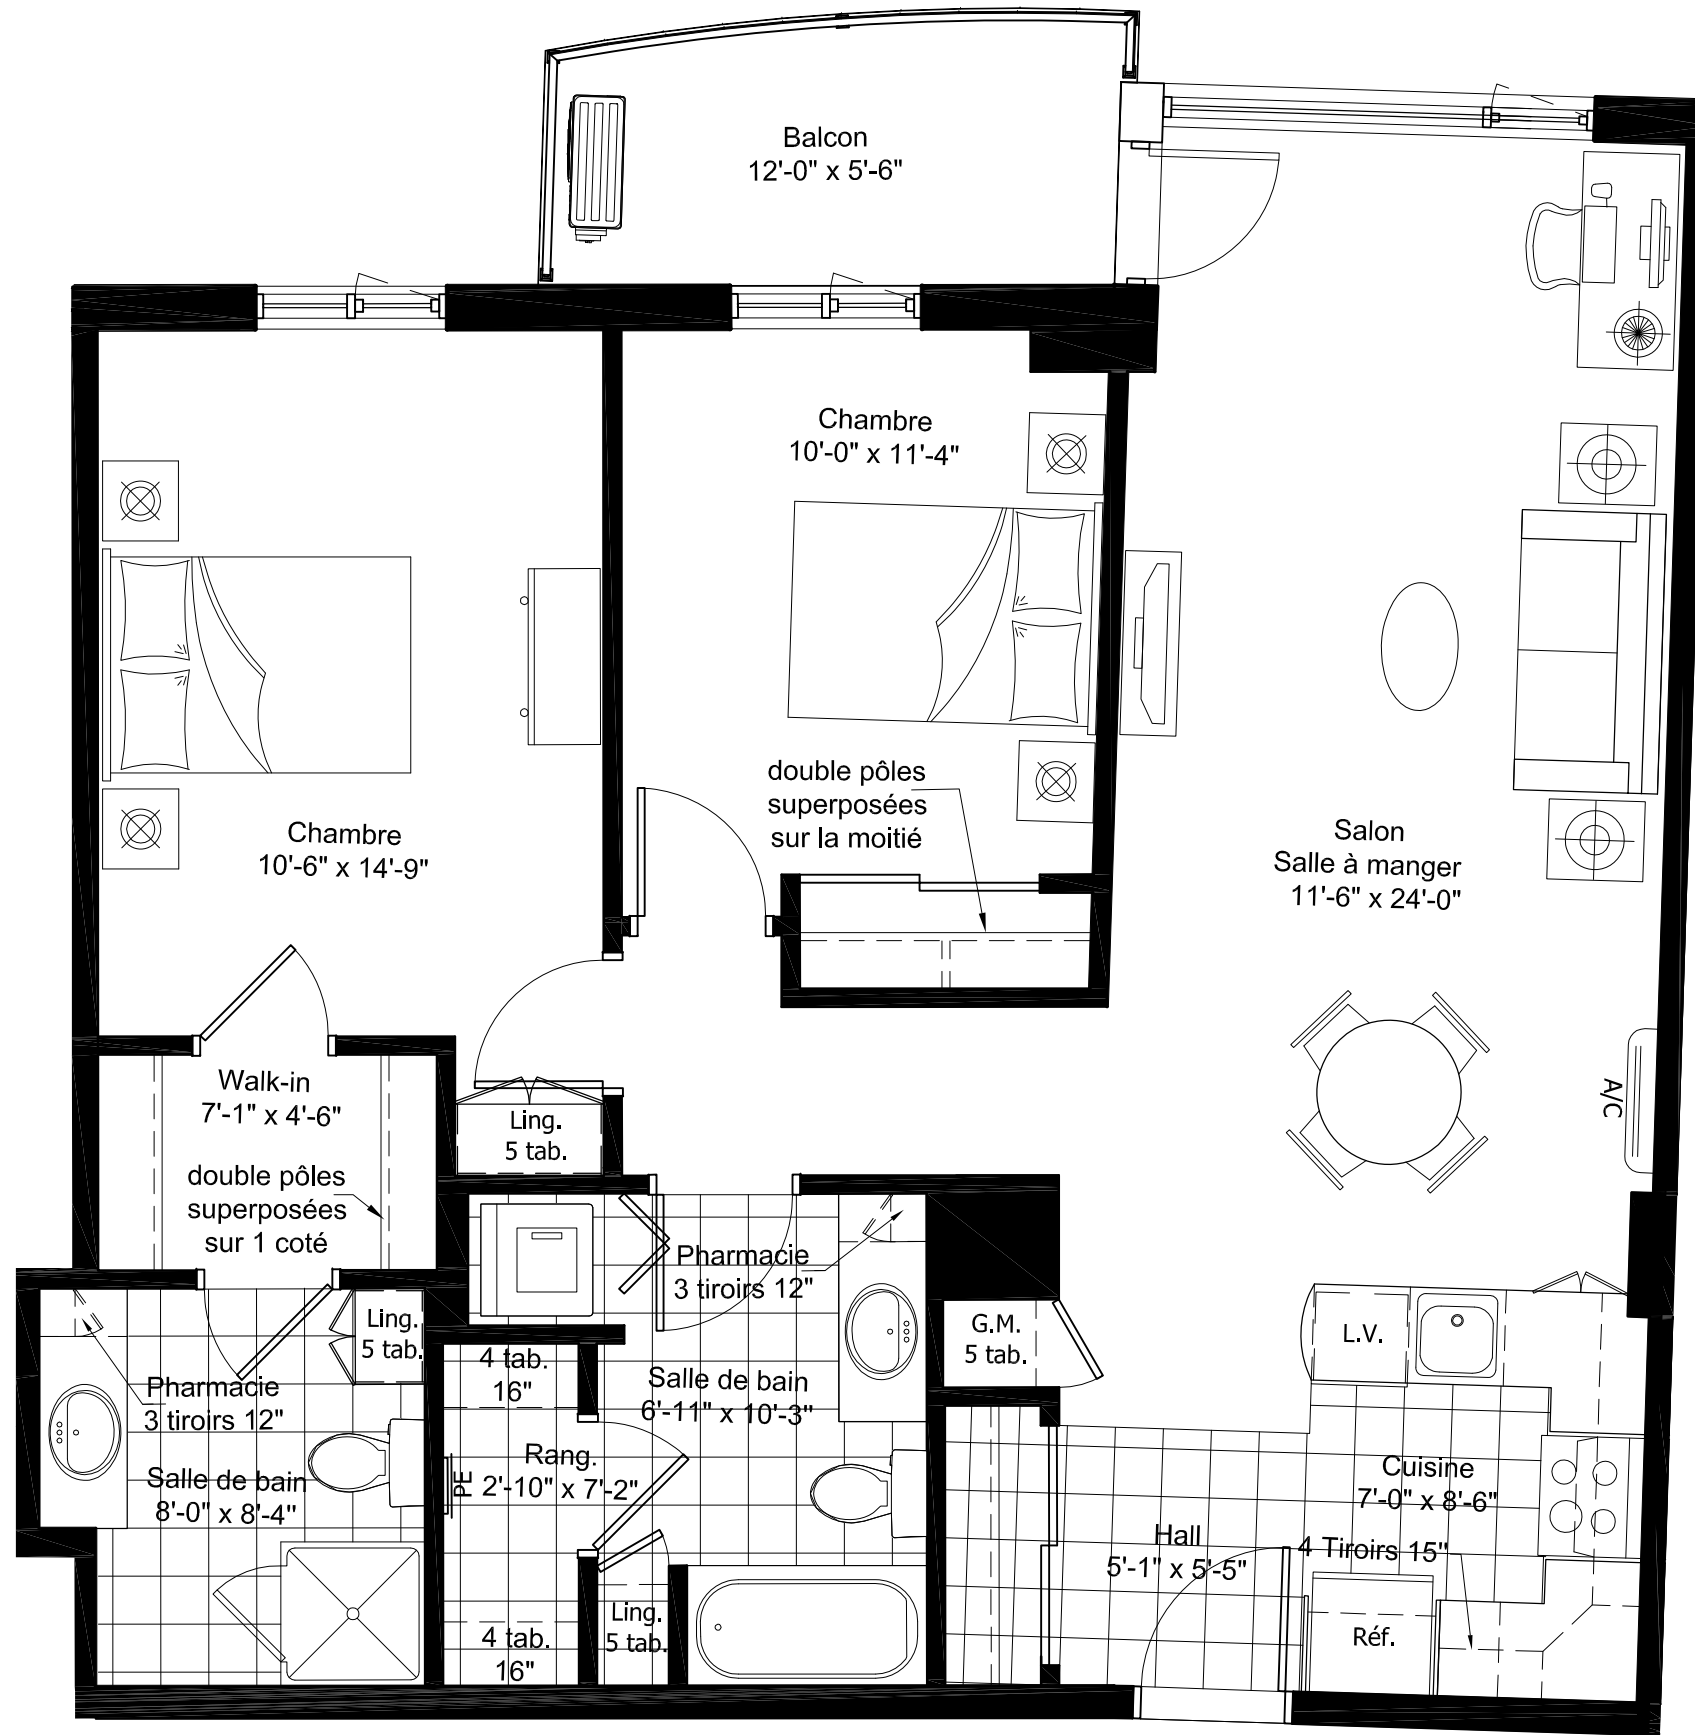 Balcon
12'-0" x 5'-6"
Chambre
10'-0" x 11'-4"
double pôles
superposées
sur la moitié
Chambre
10'-6" x 14'-9"
Salon
Salle à manger
11'-6" x 24'-0"
A/C
Walk-in
7'-1" x 4'-6"
double pôles
superposées
sur 1 coté
Ling.
5 tab.
Pharmacie
3 tiroirs 12"
Ling.
5 tab.
G.M.
5 tab.
L.V.
4 tab.
16"
Salle de bain
6'-11" x 10'-3"
Pharmacie
3 tiroirs 12"
Salle de bain
8'-0" x 8'-4"
PE
Rang.
2'-10" x 7'-2"
Cuisine
7'-0" x 8'-6"
Hall
5'-1" x 5'-5"
4 Tiroirs 15"
Ling.
5 tab.
4 tab.
16"
Réf.